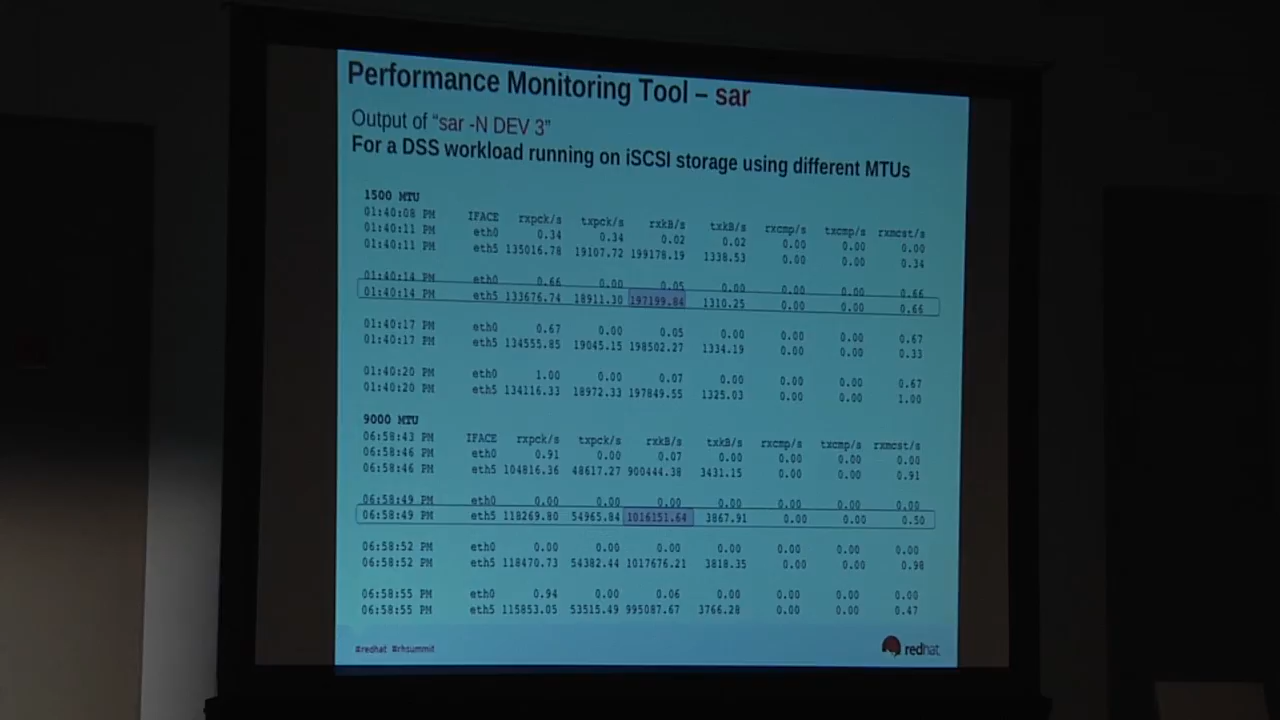 Performance Monitoring Tool – sar
Output of “sar -N DEV 3”
For a DSS workload running on iSCSI storage using different MTUs
1500 MTU
01:40:08 PM IFACE rxpck/s txpck/s rxkB/s txkB/s rxcmp/s txcmp/s rxmcst/s
01:40:11 PM eth0 0.34 0.34 0.02 0.02 0.00 0.00 0.00
01:40:11 PM eth5 135016.78 19107.72 199178.19 1338.53 0.00 0.00 0.34
01:40:14 PM eth0 0.66 0.00 0.05 0.00 0.00 0.00 0.66
01:40:14 PM eth5 133676.74 18911.30 197199.84 1310.25 0.00 0.00 0.66
01:40:17 PM eth0 0.67 0.00 0.05 0.00 0.00 0.00 0.67
01:40:17 PM eth5 134555.85 19045.15 198502.27 1334.19 0.00 0.00 0.33
01:40:20 PM eth0 1.00 0.00 0.07 0.00 0.00 0.00 0.67
01:40:20 PM eth5 134116.33 18972.33 197849.55 1325.03 0.00 0.00 1.00
9000 MTU
06:58:43 PM IFACE rxpck/s txpck/s rxkB/s txkB/s rxcmp/s txcmp/s rxmcst/s
06:58:46 PM eth0 0.91 0.00 0.07 0.00 0.00 0.00 0.00
06:58:46 PM eth5 104816.36 48617.27 900444.38 3431.15 0.00 0.00 0.91
06:58:49 PM eth0 0.00 0.00 0.00 0.00 0.00 0.00 0.00
06:58:49 PM eth5 118269.80 54965.84 1016151.64 3867.91 0.00 0.00 0.50
06:58:52 PM eth0 0.00 0.00 0.00 0.00 0.00 0.00 0.00
06:58:52 PM eth5 118470.73 54382.44 1017676.21 3818.35 0.00 0.00 0.98
06:58:55 PM eth0 0.94 0.00 0.06 0.00 0.00 0.00 0.00
06:58:55 PM eth5 115853.05 53515.49 995087.67 3766.28 0.00 0.00 0.47
#redhat #rhsummit
redhat.